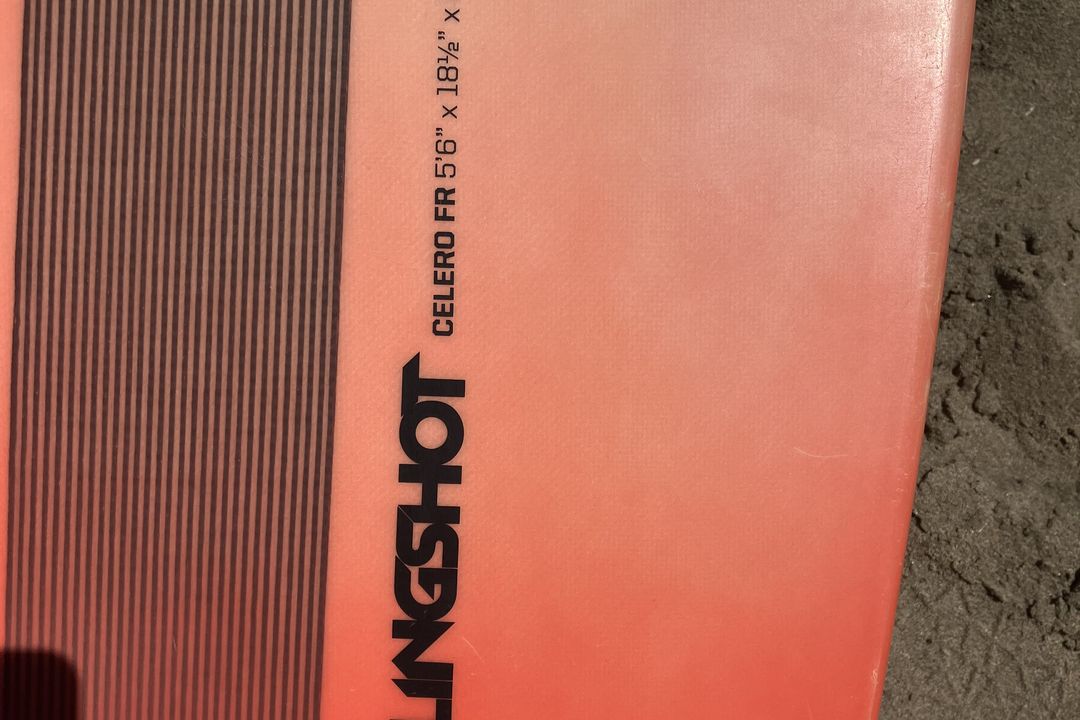 LINGSHOT
CELERO FR 5'6" x 18½" x